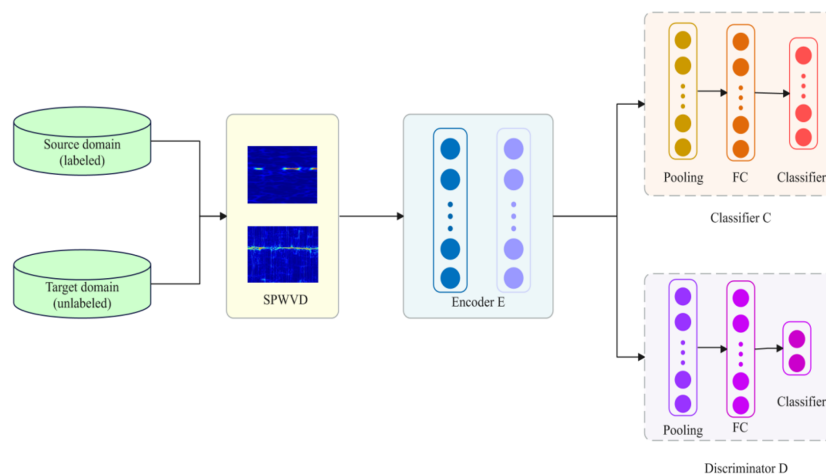 Source domain
(labeled)
Target domain
(unlabeled)
SPWVD
Encoder E
Pooling
FC
Classifier
Classifier C
Pooling
FC
Classifier
Discriminator D